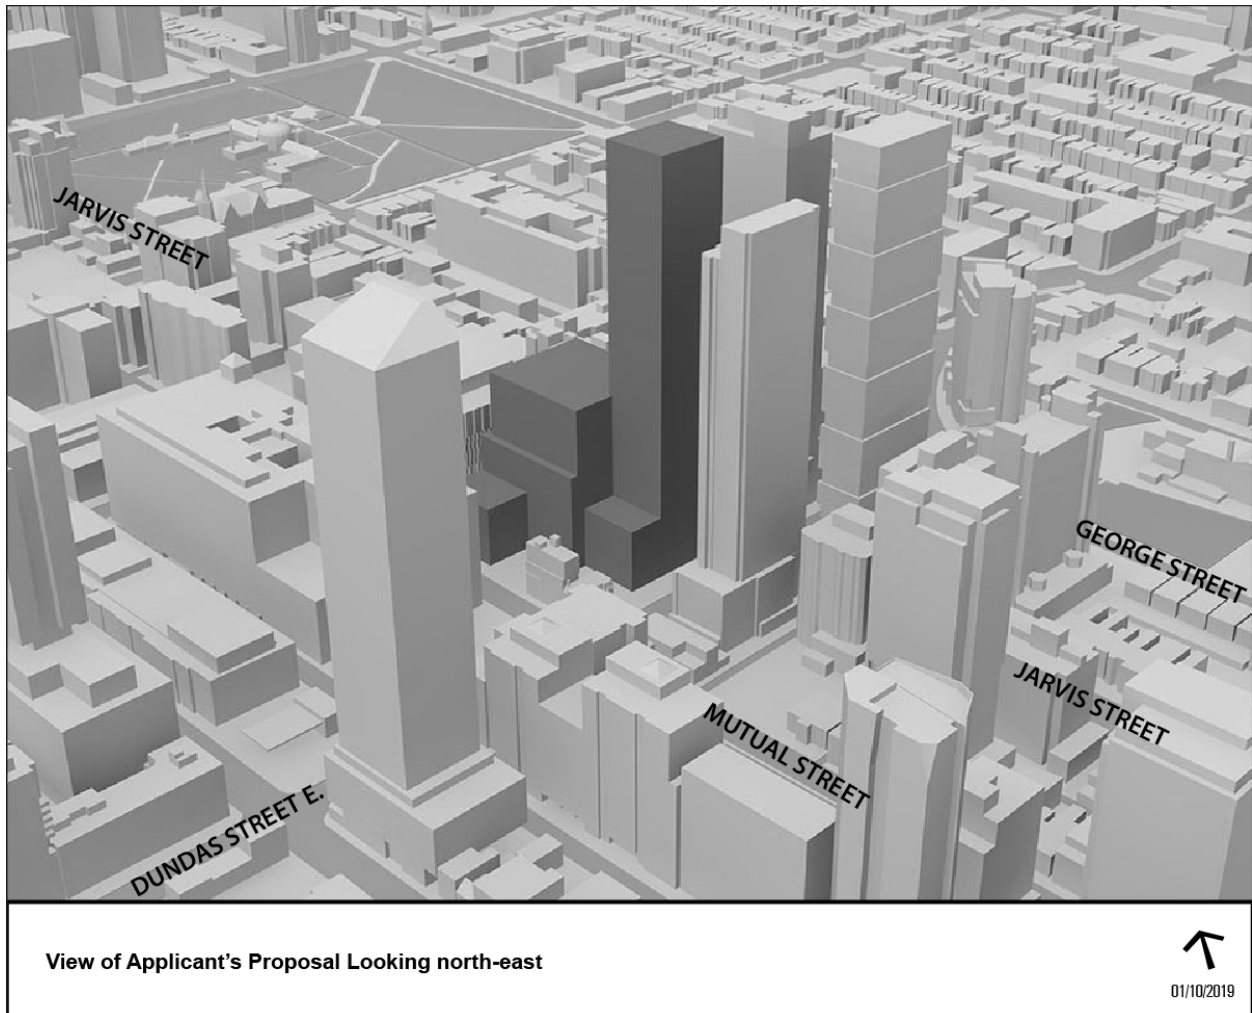 JARVIS STREET
GEORGE STREET
JARVIS STREET
MUTUAL STREET
DUNDAS STREET E.
View of Applicant's Proposal Looking north-east
01/10/2019